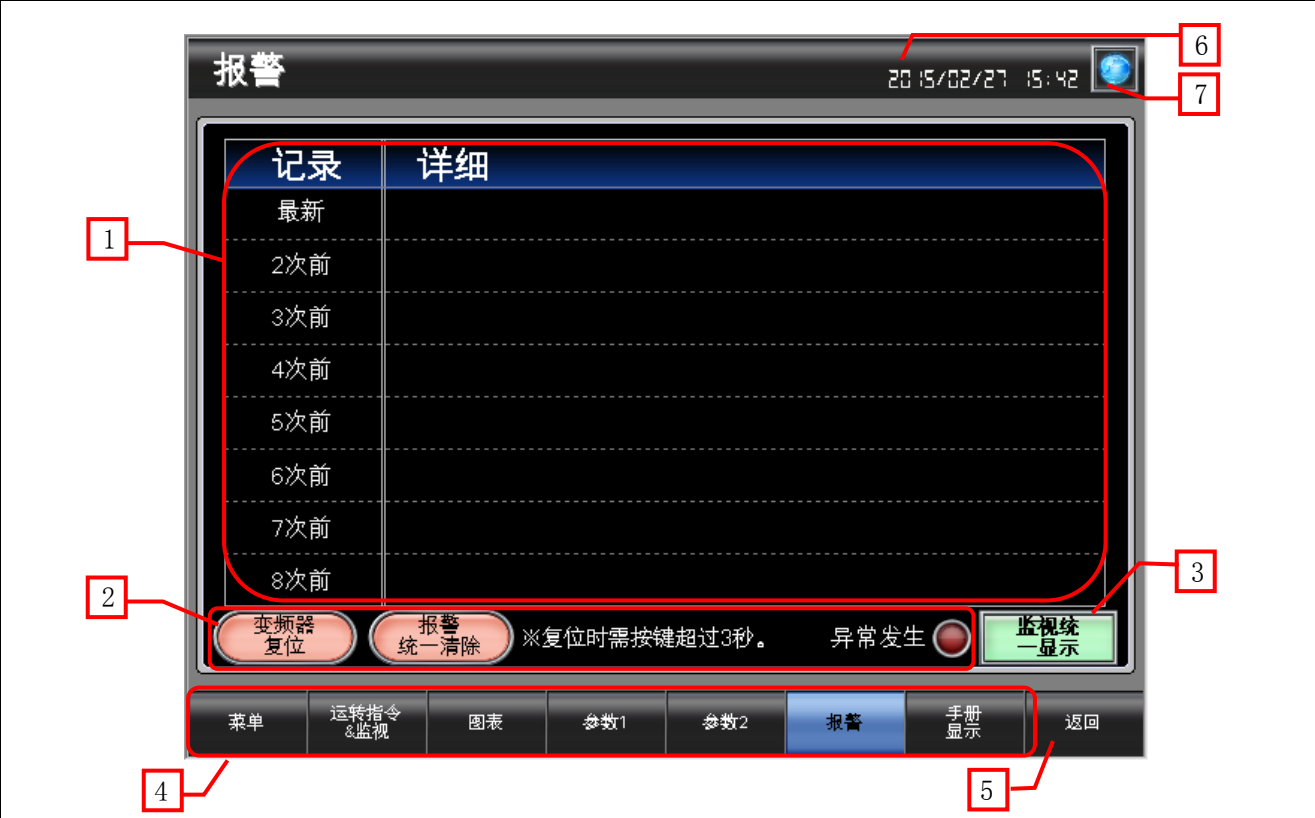 报警
2015/02/27 15:42
6
7
记录 详细
最新
1
2次前
3次前
4次前
5次前
6次前
7次前
8次前
2
3
变频器
复位
报警
统一清除
※复位时需按键超过3秒。
异常发生
监视统
一显示
菜单
运转指令
&监视
图表
参数1
参数2
报警
手册
显示
返回
4
5